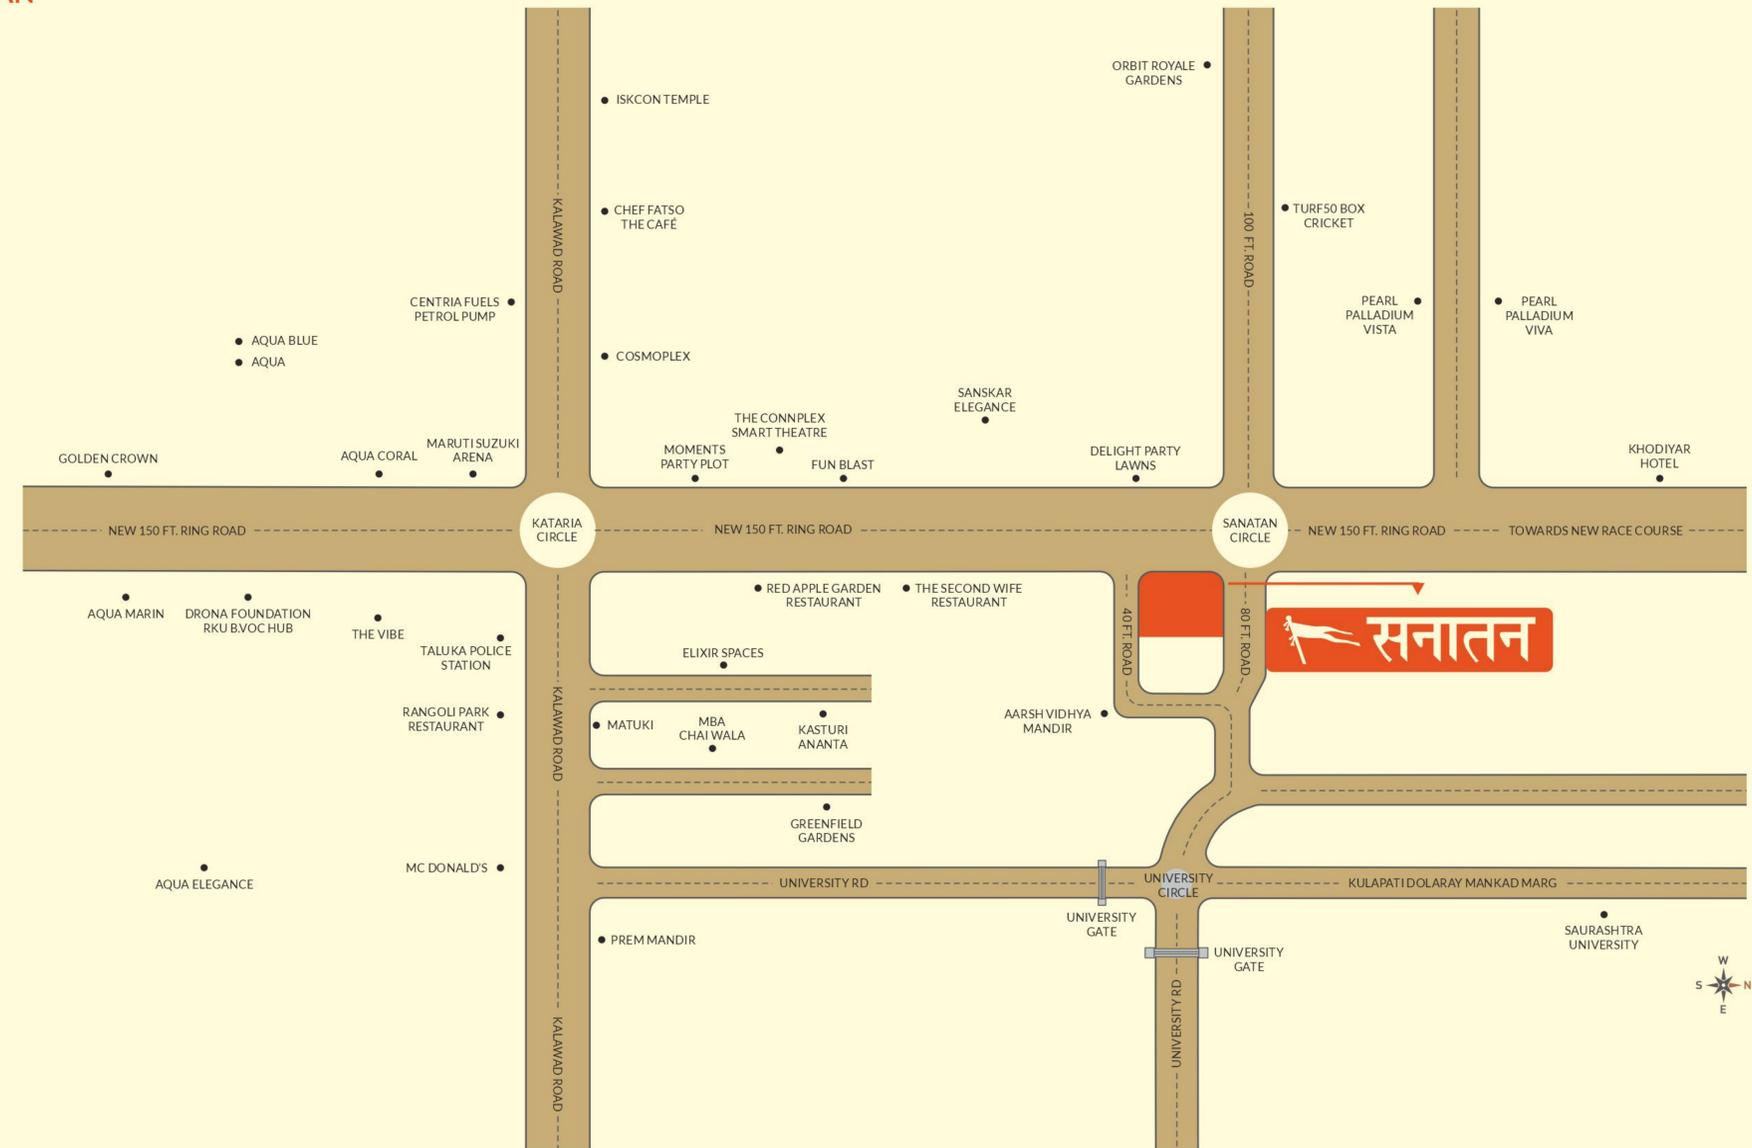 ORBIT ROYALE
GARDENS
ISKCON TEMPLE
CHEF FATSO
THE CAFÉ
KALAWAD ROAD
100 FT. ROAD
TURF50 BOX
CRICKET
CENTRIA FUELS
PETROL PUMP
PEARL
PALLADIUM
VISTA
PEARL
PALLADIUM
VIVA
AQUA BLUE
AQUA
COSMOPLEX
SANSKAR
ELEGANCE
THE CONNPLEX
SMART THEATRE
GOLDEN CROWN
AQUA CORAL
MARUTI SUZUKI
ARENA
MOMENTS
PARTY PLOT
FUN BLAST
DELIGHT PARTY
LAWNS
KHODIYAR
HOTEL
NEW 150 FT. RING ROAD
KATARIA
CIRCLE
NEW 150 FT. RING ROAD
SANATAN
CIRCLE
NEW 150 FT. RING ROAD
TOWARDS NEW RACE COURSE
RED APPLE GARDEN
RESTAURANT
THE SECOND WIFE
RESTAURANT
AQUA MARIN
DRONA FOUNDATION
RKU B.VOC HUB
THE VIBE
TALUKA POLICE
STATION
40 FT. ROAD
80 FT. ROAD
सनातन
ELIXIR SPACES
RANGOLI PARK
RESTAURANT
KALAWAD ROAD
MATUKI
MBA
CHAI WALA
KASTURI
ANANTA
AARSH VIDHYA
MANDIR
GREENFIELD
GARDENS
AQUA ELEGANCE
MC DONALD'S
UNIVERSITY RD
UNIVERSITY
CIRCLE
KULAPATI DOLARAY MANKAD MARG
UNIVERSITY
GATE
PREM MANDIR
UNIVERSITY
GATE
SAURASHTRA
UNIVERSITY
W
S
N
E
KALAWAD ROAD
UNIVERSITY RD